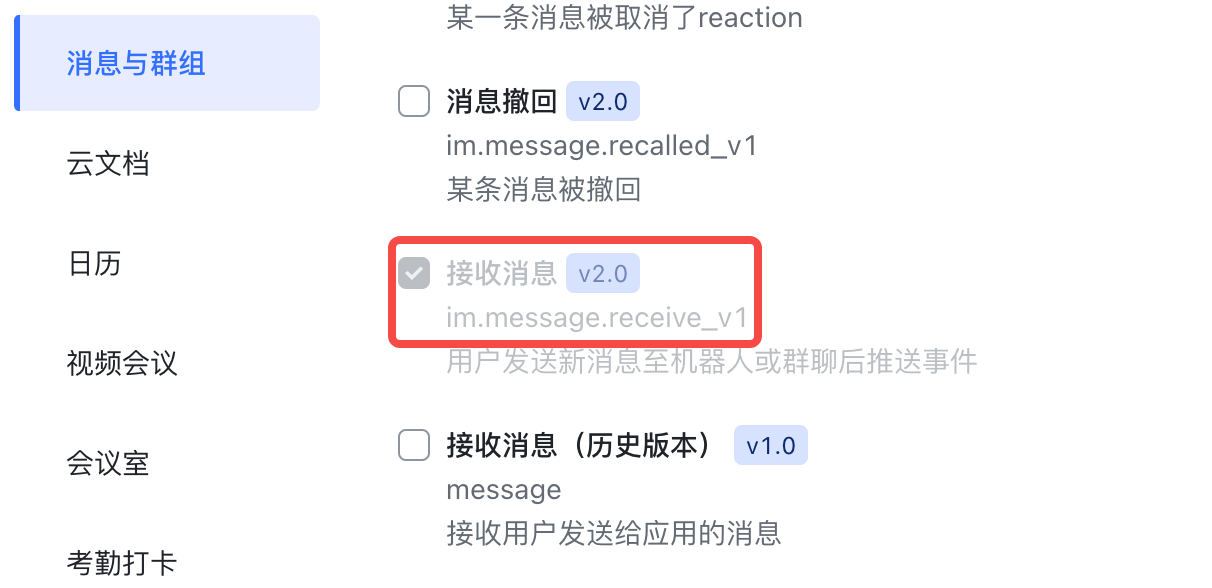 消息与群组
云文档
日历
视频会议
会议室
考勤打卡
某一条消息被取消了reaction
消息撤回 v2.0
im.message.recalled_v1
某条消息被撤回
接收消息 v2.0
im.message.receive_v1
用户发送新消息至机器人或群聊后推送事件
接收消息（历史版本） v1.0
message
接收用户发送给应用的消息